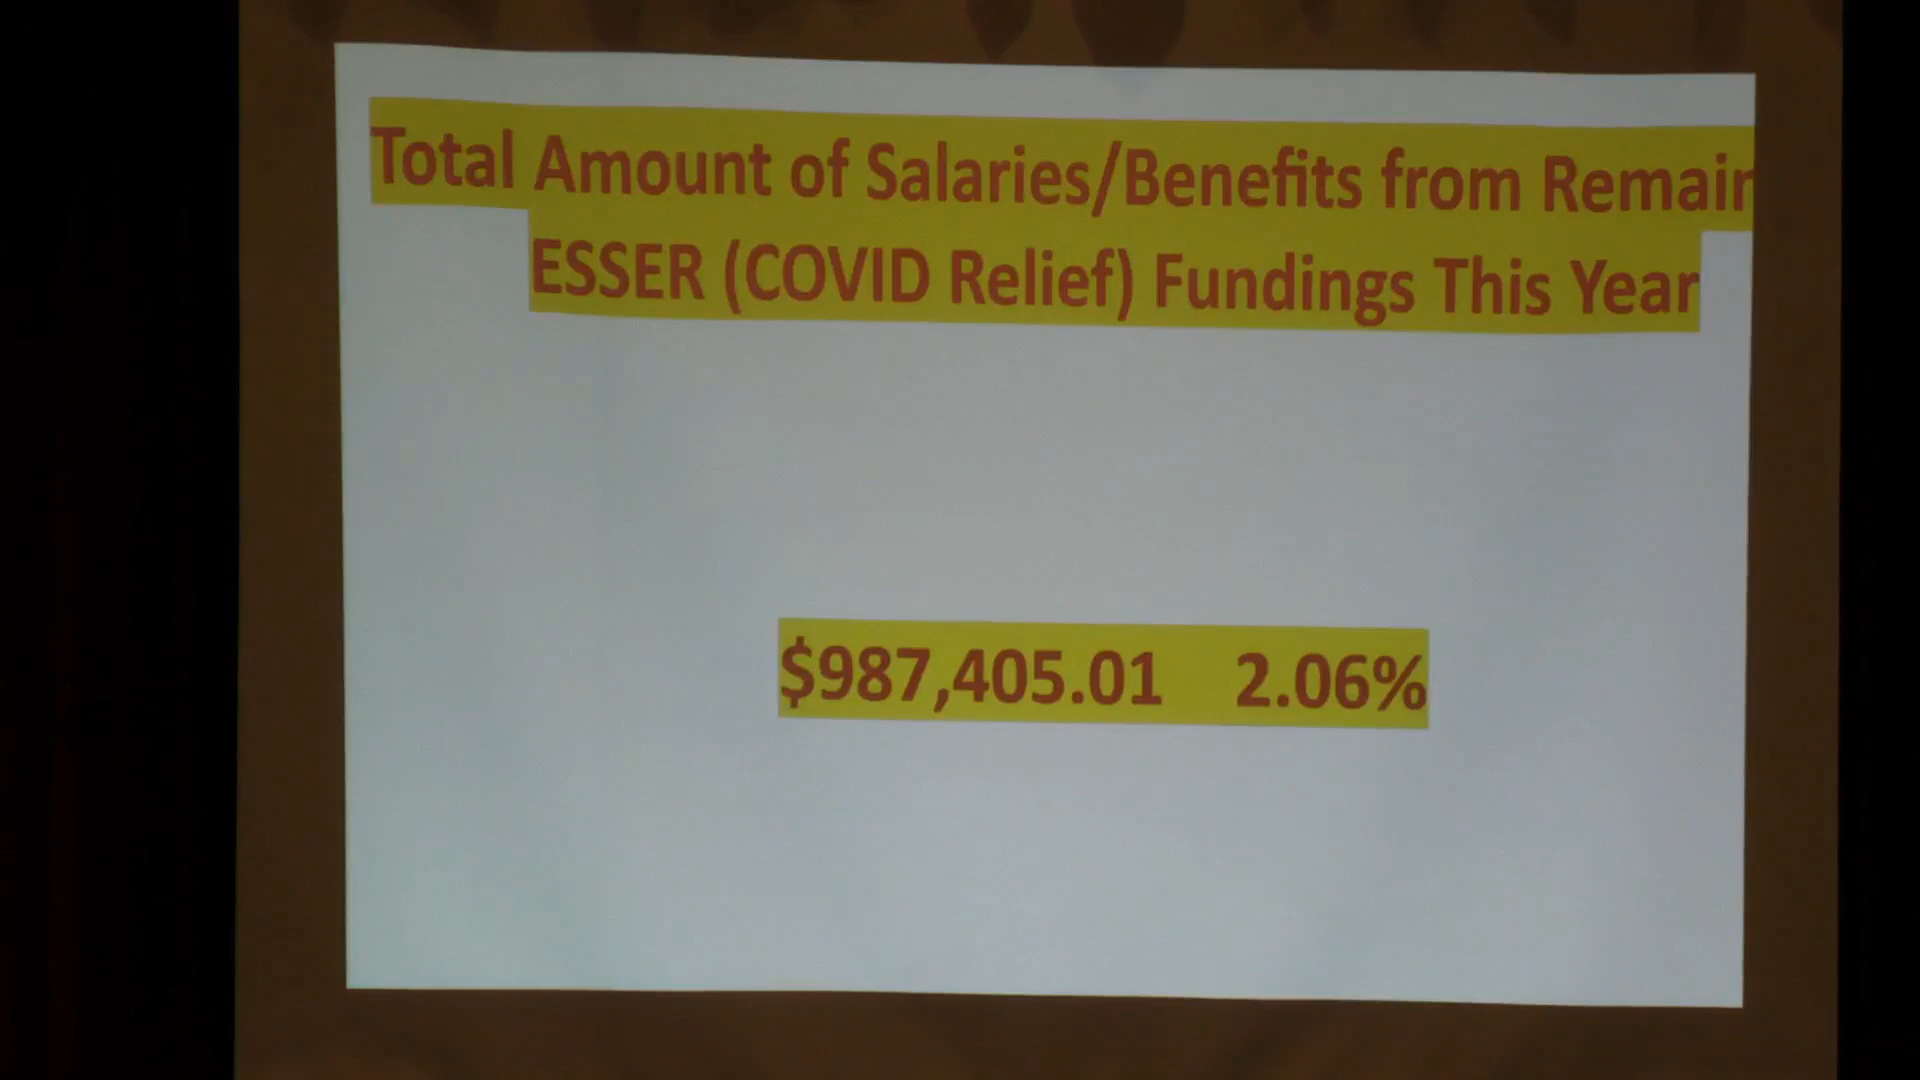 Total Amount of Salaries/Benefits from Remain
ESSER (COVID Relief) Fundings This Year
$987,405.01 2.06%